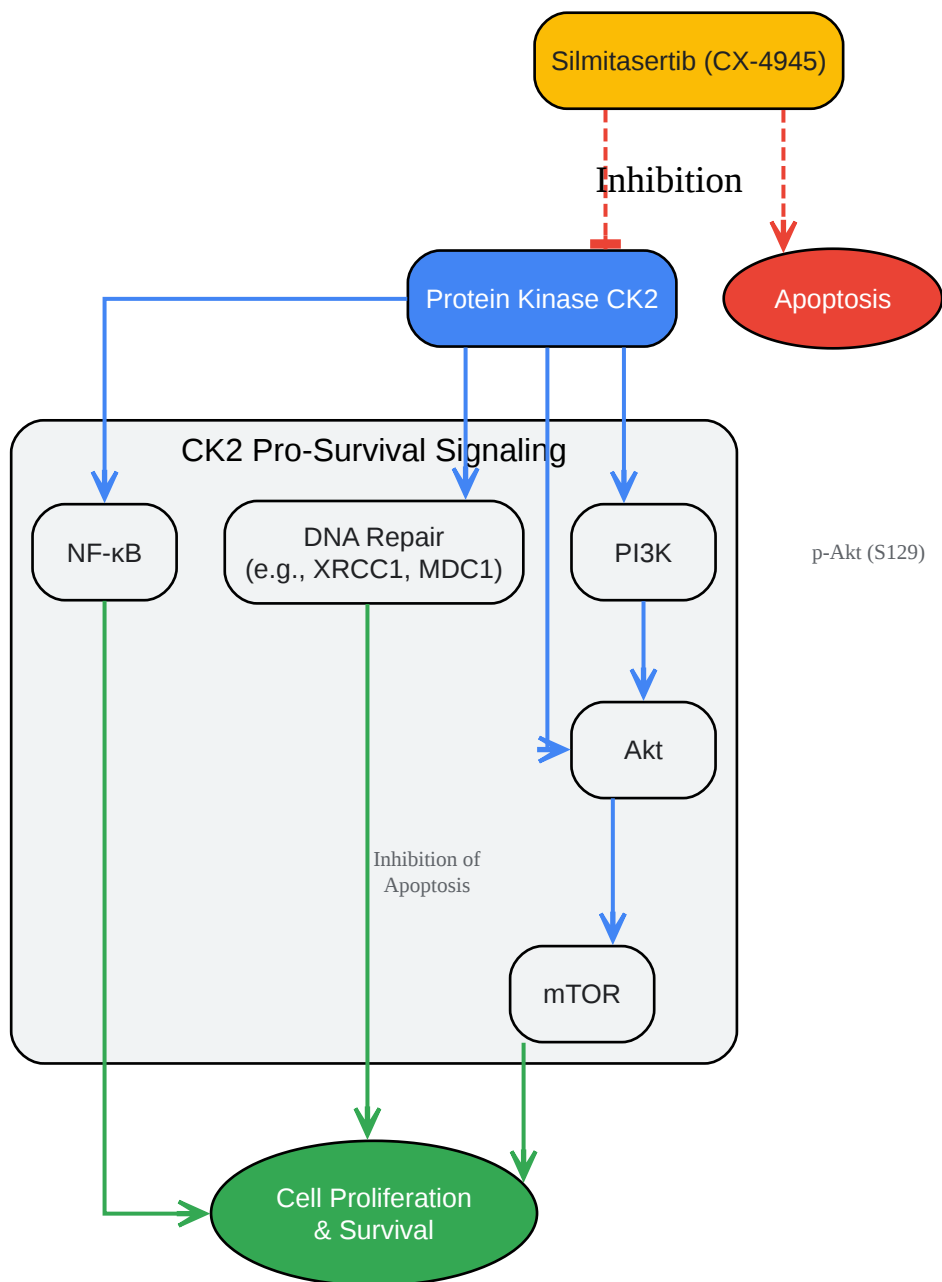 Silmitasertib (CX-4945)
Inhibition
Protein Kinase CK2
Apoptosis
CK2 Pro-Survival Signaling
NF-κB
DNA Repair
(e.g., XRCC1, MDC1)
PI3K
p-Akt (S129)
Akt
Inhibition of
Apoptosis
mTOR
Cell Proliferation
& Survival